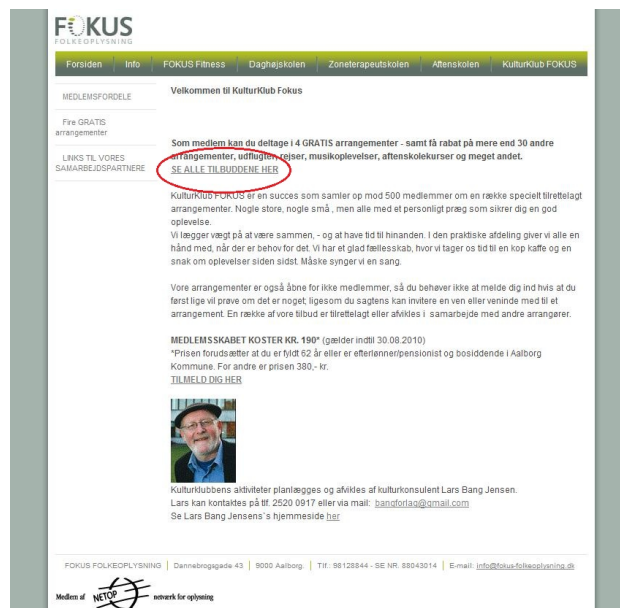 FOKUS
FOLKEOPLYSNING
Forsiden Info FOKUS Fitness Daghøjskolen Zoneterapeutskolen Aftenskolen KulturKlub FOKUS
MEDLEMSFORDELE
Fire GRATIS
arrangementer
LINKS TIL VORES
SAMARBEJDSPARTNERE
Velkommen til KulturKlub Fokus
Som medlem kan du deltage i 4 GRATIS arrangementer - samt få rabat på mere end 30 andre
arrangementer, udflugter, rejser, musikoplevelser, aftenskolekurser og meget andet.
SE ALLE TILBUDDENE HER
KulturKlub FOKUS er en succes som samler op mod 500 medlemmer om en række specielt tilrettelagt
arrangementer. Nogle store, nogle små , men alle med et personligt præg som sikrer dig en god
oplevelse.
Vi lægger vægt på at være sammen, - og at have tid til hinanden. I den praktiske afdeling giver vi alle en
hånd med, når der er behov for det. Vi har et glad fællesskab, hvor vi tager os tid til en kop kaffe og en
snak om oplevelser siden sidst. Måske synger vi en sang.
Vore arrangementer er også åbne for ikke medlemmer, så du behøver ikke at melde dig ind hvis at du
først lige vil prøve om det er noget; ligesom du sagtens kan invitere en ven eller veninde med til et
arrangement. En række af vore tilbud er tilrettelagt eller afvikles i samarbejde med andre arrangører.
MEDLEMSSKABET KOSTER KR. 190* (gælder indtil 30.08.2010)
*Prisen forudsætter at du er fyldt 62 år eller er efterlønner/pensionist og bosiddende i Aalborg
Kommune. For andre er prisen 380,- kr.
TILMELD DIG HER
Kulturklubbens aktiviteter planlægges og afvikles af kulturkonsulent Lars Bang Jensen.
Lars kan kontaktes på tlf. 2520 0917 eller via mail: bangforlag@gmail.com
Se Lars Bang Jensens`s hjemmeside her
FOKUS FOLKEOPLYSNING Dannebrogsgade 43 9000 Aalborg. Tlf.: 98128844 - SE NR. 88043014 E-mail: info@fokus-folkeoplysning.dk
Medlem af NETOP netværk for oplysning